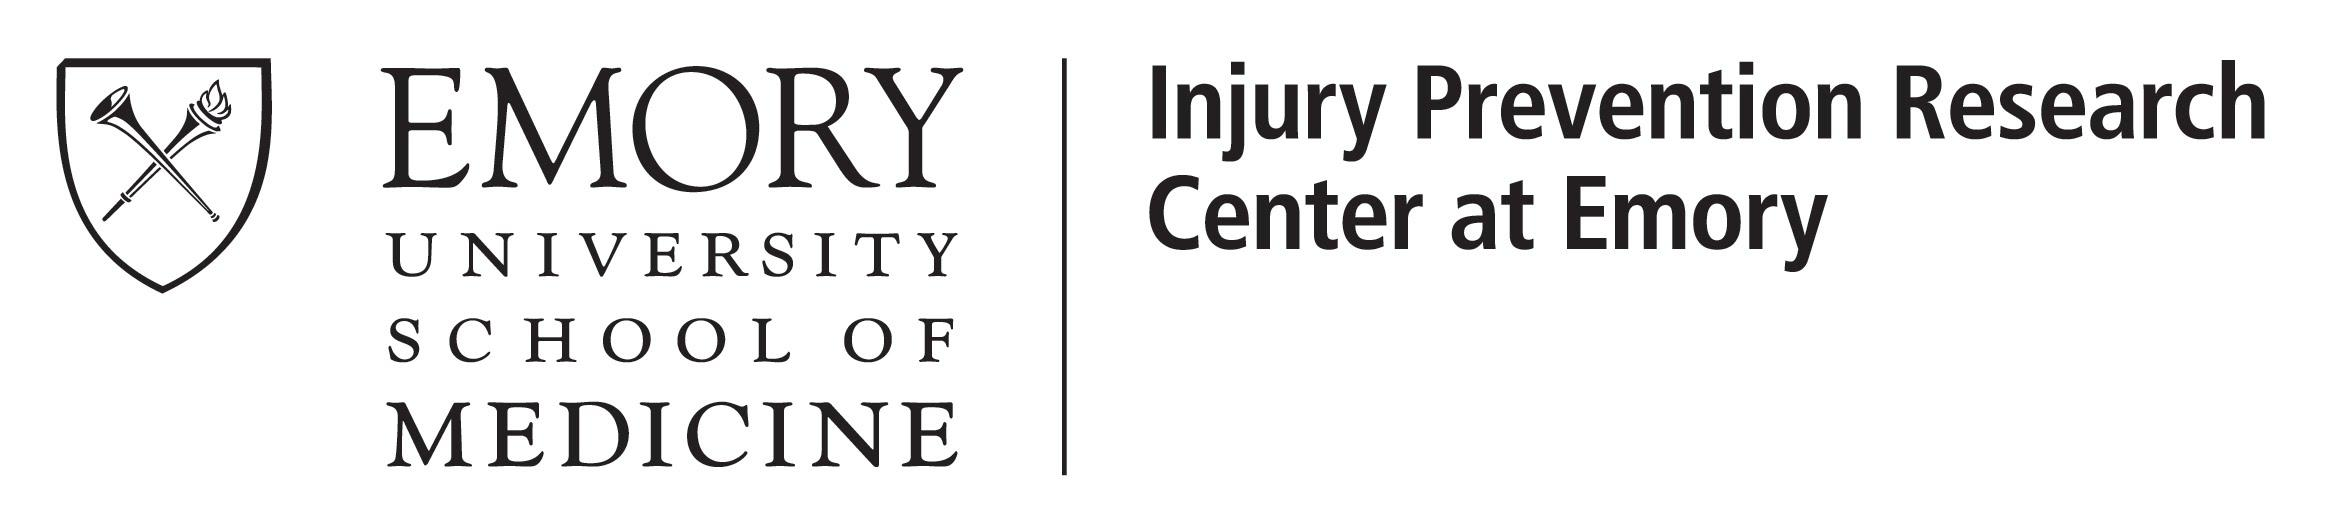 EMORY
UNIVERSITY
SCHOOL OF
MEDICINE
Injury Prevention Research
Center at Emory